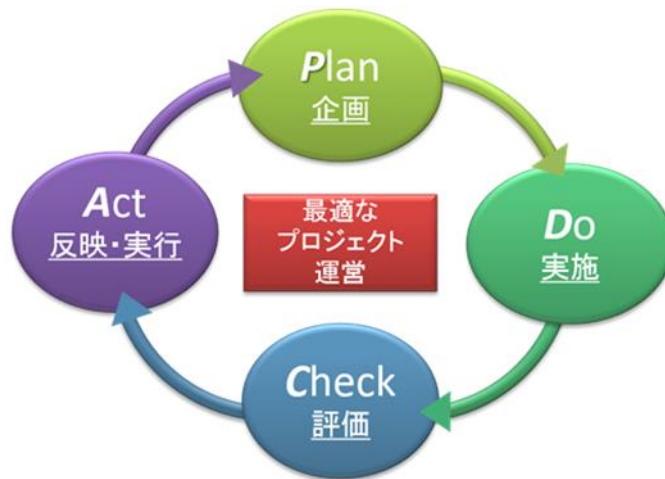 Plan
企画
Do
実施
Check
評価
Act
反映・実行
最適な
プロジェクト
運営